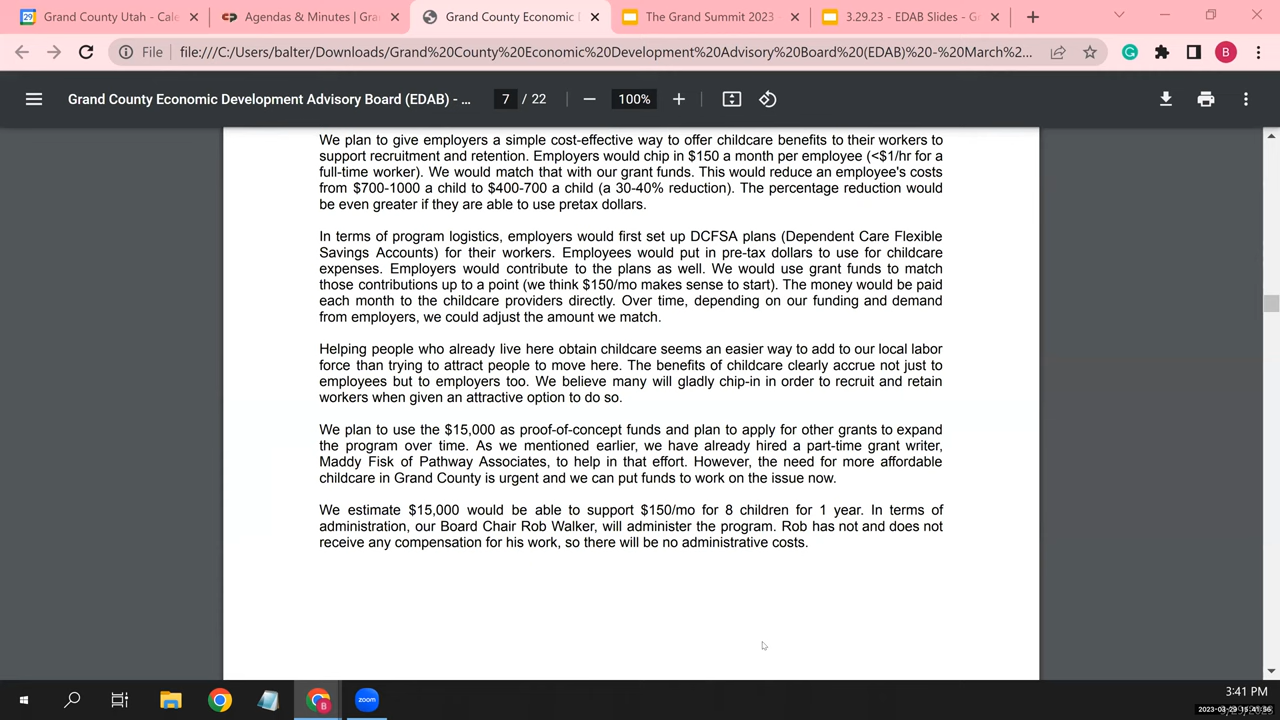 Grand County Utah - Cale
Agendas & Minutes | Gra
Grand County Economic D
The Grand Summit 2023 -
3.29.23 - EDAB Slides - Go
File
file:///C:/Users/balter/Downloads/Grand%20County%20Economic%20Development%20Advisory%20Board%20(EDAB)%20-%20March%2...
B
Grand County Economic Development Advisory Board (EDAB) - ...
7 / 22
100%
We plan to give employers a simple cost-effective way to offer childcare benefits to their workers to
support recruitment and retention. Employers would chip in $150 a month per employee (<$1/hr for a
full-time worker). We would match that with our grant funds. This would reduce an employee's costs
from $700-1000 a child to $400-700 a child (a 30-40% reduction). The percentage reduction would
be even greater if they are able to use pretax dollars.
In terms of program logistics, employers would first set up DCFSA plans (Dependent Care Flexible
Savings Accounts) for their workers. Employees would put in pre-tax dollars to use for childcare
expenses. Employers would contribute to the plans as well. We would use grant funds to match
those contributions up to a point (we think $150/mo makes sense to start). The money would be paid
each month to the childcare providers directly. Over time, depending on our funding and demand
from employers, we could adjust the amount we match.
Helping people who already live here obtain childcare seems an easier way to add to our local labor
force than trying to attract people to move here. The benefits of childcare clearly accrue not just to
employees but to employers too. We believe many will gladly chip-in in order to recruit and retain
workers when given an attractive option to do so.
We plan to use the $15,000 as proof-of-concept funds and plan to apply for other grants to expand
the program over time. As we mentioned earlier, we have already hired a part-time grant writer,
Maddy Fisk of Pathway Associates, to help in that effort. However, the need for more affordable
childcare in Grand County is urgent and we can put funds to work on the issue now.
We estimate $15,000 would be able to support $150/mo for 8 children for 1 year. In terms of
administration, our Board Chair Rob Walker, will administer the program. Rob has not and does not
receive any compensation for his work, so there will be no administrative costs.
B
zoom
3:41 PM